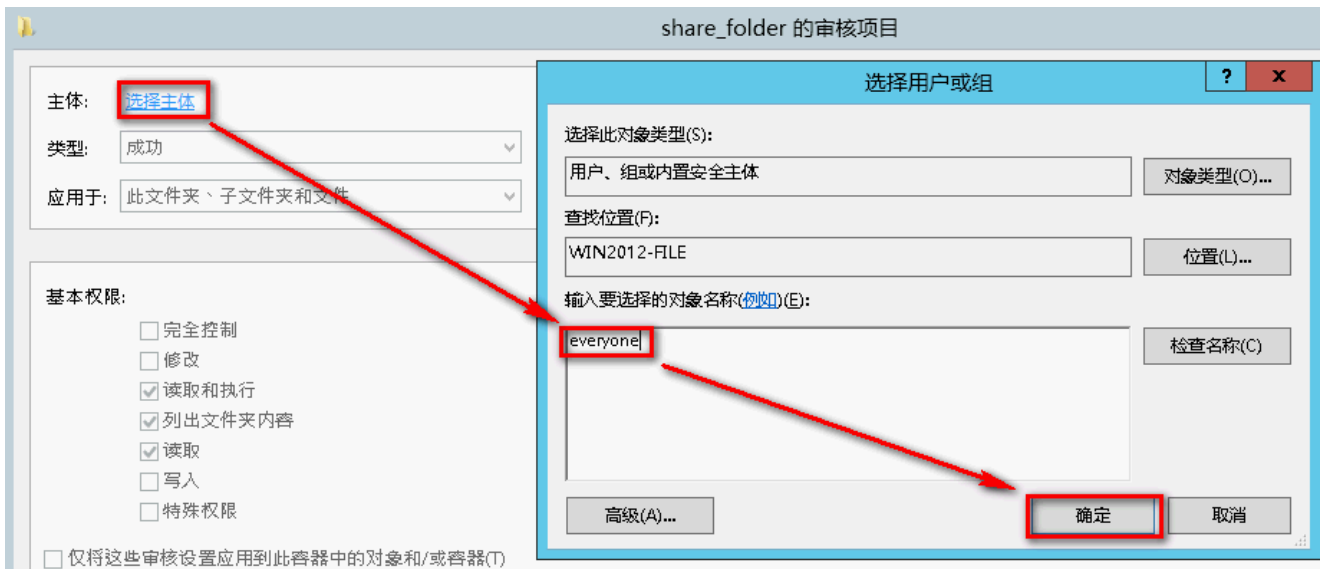 share_folder 的审核项目
主体: 选择主体
类型: 成功
应用于: 此文件夹、子文件夹和文件
基本权限:
完全控制
修改
读取和执行
列出文件夹内容
读取
写入
特殊权限
仅将这些审核设置应用到此容器中的对象和/或容器(T)
选择用户或组
? x
选择此对象类型(S):
用户、组或内置安全主体 对象类型(O)...
查找位置(F):
WIN2012-FILE 位置(L)...
输入要选择的对象名称(例如)(E):
everyone 检查名称(C)
高级(A)... 确定 取消